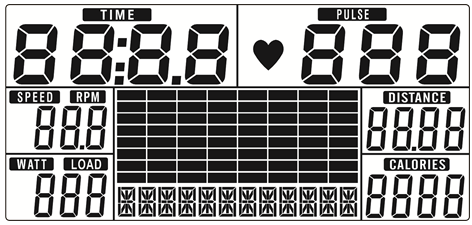 TIME PULSE
88:8.8 ♥ 888
SPEED RPM DISTANCE
88.8 88.88
WATT LOAD CALORIES
888 8888